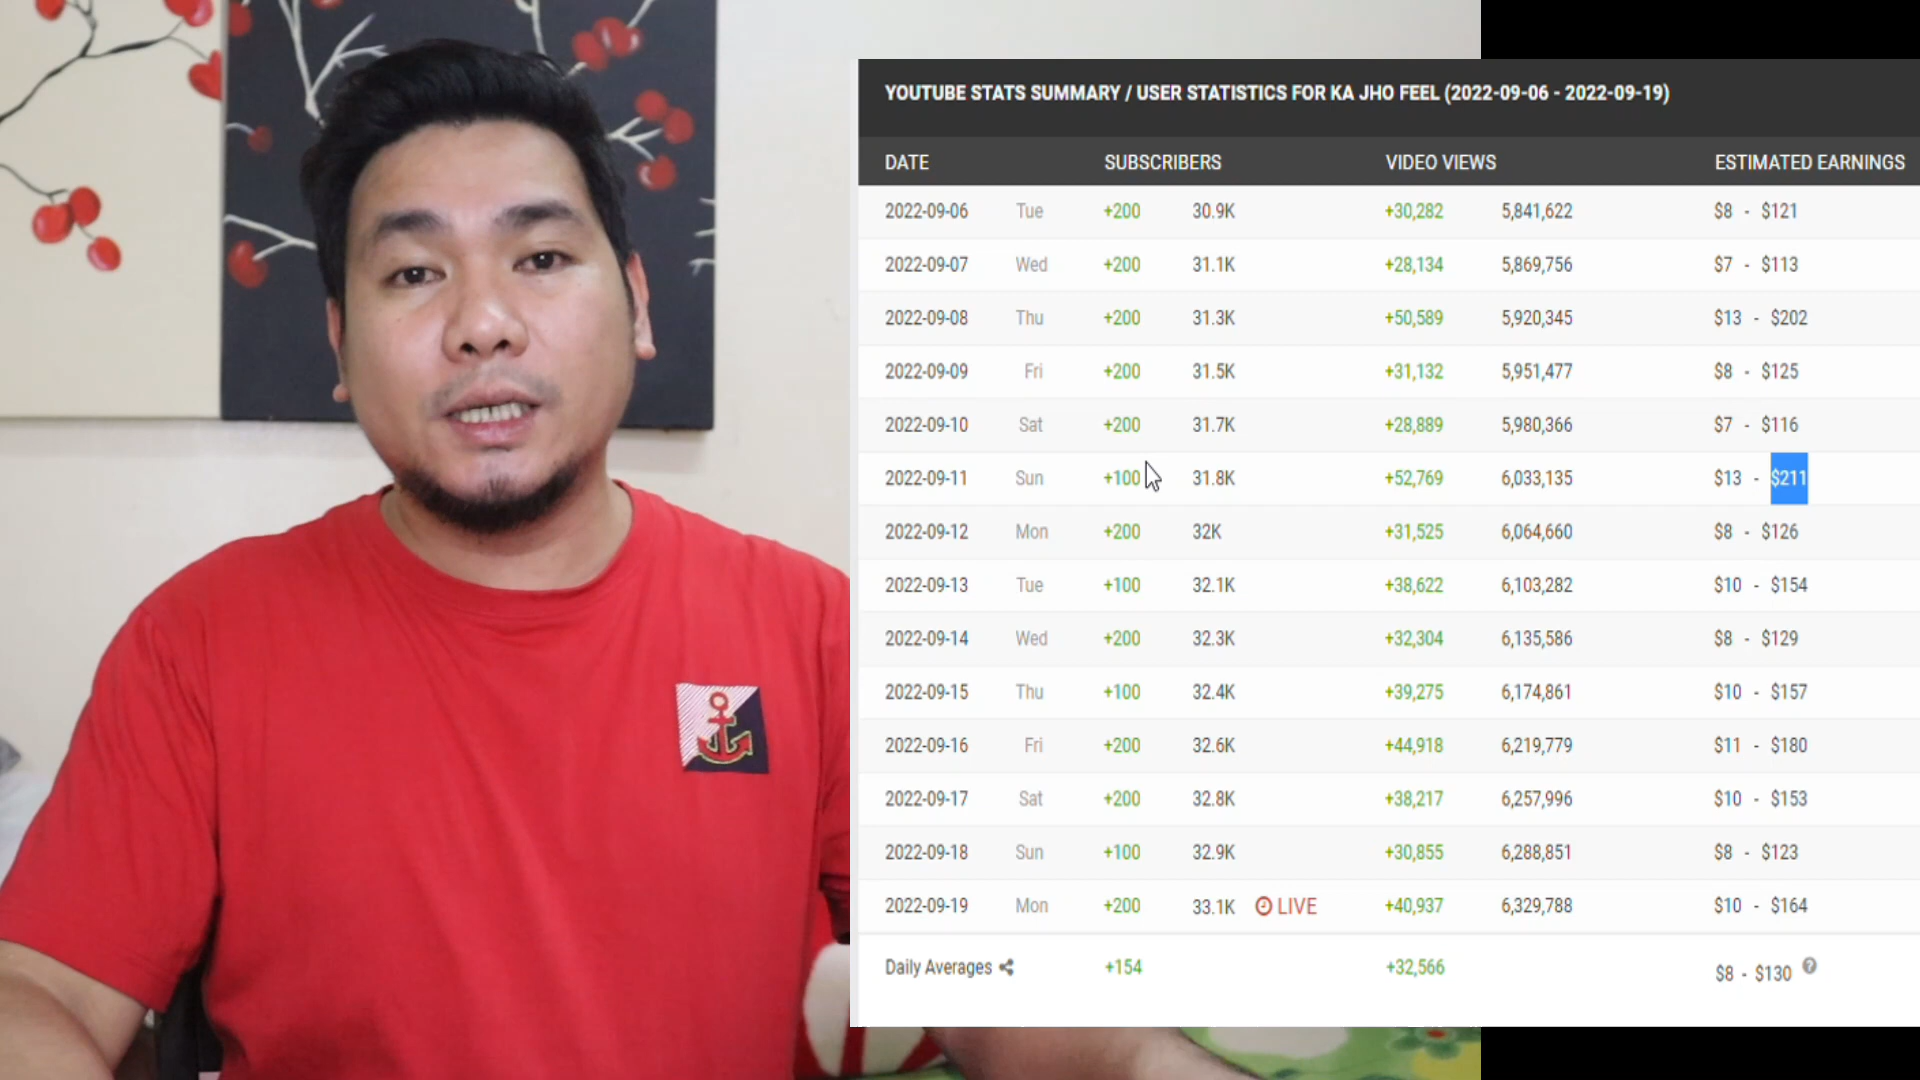 YOUTUBE STATS SUMMARY / USER STATISTICS FOR KA JHO FEEL (2022-09-06 - 2022-09-19)
DATE SUBSCRIBERS VIDEO VIEWS ESTIMATED EARNINGS
2022-09-06 Tue +200 30.9K +30,282 5,841,622 $8 - $121
2022-09-07 Wed +200 31.1K +28,134 5,869,756 $7 - $113
2022-09-08 Thu +200 31.3K +50,589 5,920,345 $13 - $202
2022-09-09 Fri +200 31.5K +31,132 5,951,477 $8 - $125
2022-09-10 Sat +200 31.7K +28,889 5,980,366 $7 - $116
2022-09-11 Sun +100 31.8K +52,769 6,033,135 $13 - $211
2022-09-12 Mon +200 32K +31,525 6,064,660 $8 - $126
2022-09-13 Tue +100 32.1K +38,622 6,103,282 $10 - $154
2022-09-14 Wed +200 32.3K +32,304 6,135,586 $8 - $129
2022-09-15 Thu +100 32.4K +39,275 6,174,861 $10 - $157
2022-09-16 Fri +200 32.6K +44,918 6,219,779 $11 - $180
2022-09-17 Sat +200 32.8K +38,217 6,257,996 $10 - $153
2022-09-18 Sun +100 32.9K +30,855 6,288,851 $8 - $123
2022-09-19 Mon +200 33.1K LIVE +40,937 6,329,788 $10 - $164
Daily Averages +154 +32,566 $8 - $130 ?